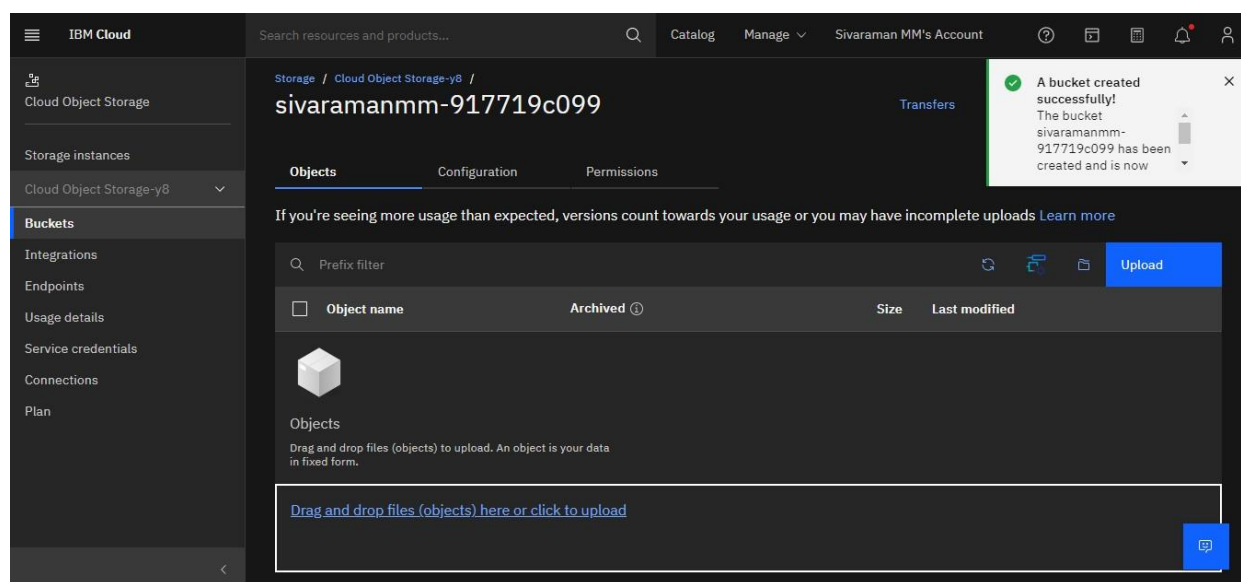 IBM Cloud
Search resources and products...
Catalog
Manage
Sivaraman MM's Account
Cloud Object Storage
Storage instances
Cloud Object Storage-y8
Buckets
Integrations
Endpoints
Usage details
Service credentials
Connections
Plan
Storage / Cloud Object Storage-y8 /
sivaramanmm-917719c099
Transfers
A bucket created
successfully!
The bucket
sivaramanmm-
917719c099 has been
created and is now
Objects
Configuration
Permissions
If you're seeing more usage than expected, versions count towards your usage or you may have incomplete uploads Learn more
Prefix filter
Upload
Object name
Archived
Size
Last modified
Objects
Drag and drop files (objects) to upload. An object is your data
in fixed form.
Drag and drop files (objects) here or click to upload